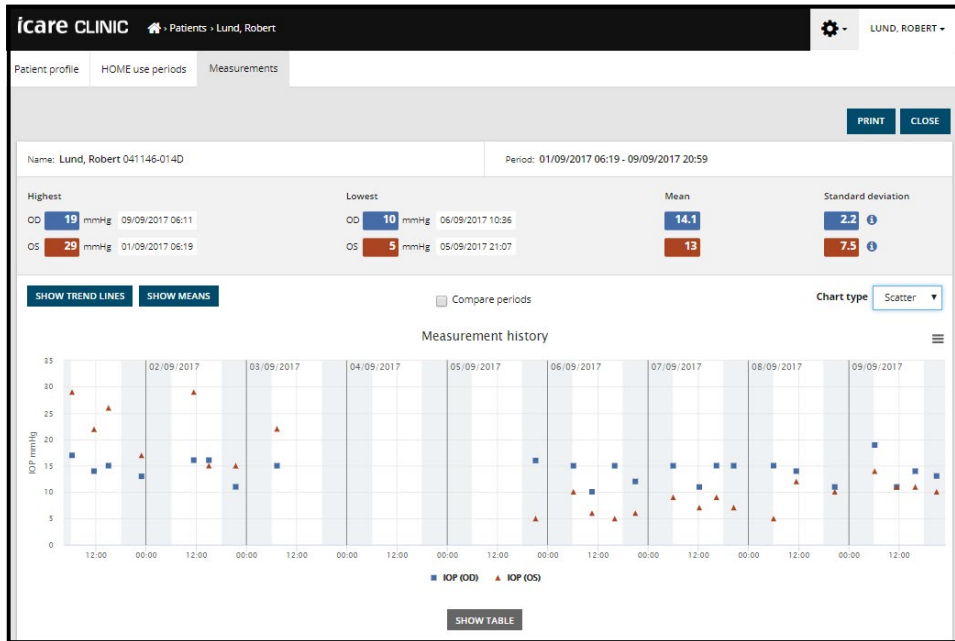 icare CLINIC › Patients › Lund, Robert LUND, ROBERT
Patient profile HOME use periods Measurements
PRINT CLOSE
Name: Lund, Robert 041146-014D Period: 01/09/2017 06:19 - 09/09/2017 20:59
Highest Lowest Mean Standard deviation
OD 19 mmHg 09/09/2017 06:11 OD 10 mmHg 06/09/2017 10:36 14.1 2.2
OS 29 mmHg 01/09/2017 06:19 OS 5 mmHg 05/09/2017 21:07 13 7.5
SHOW TREND LINES SHOW MEANS Compare periods Chart type Scatter
Measurement history
02/09/2017 03/09/2017 04/09/2017 05/09/2017 06/09/2017 07/09/2017 08/09/2017 09/09/2017
35
30
25
20
15
10
5
0
IOP mmHg
12:00 00:00 12:00 00:00 12:00 00:00 12:00 00:00 12:00 00:00 12:00 00:00 12:00 00:00 12:00 00:00 12:00
IOP (OD) IOP (OS)
SHOW TABLE